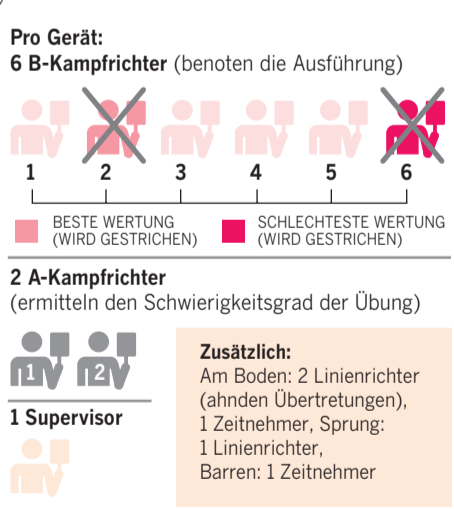 Pro Gerät:
6 B-Kampfrichter (benoten die Ausführung)
1 2 3 4 5 6
BESTE WERTUNG
(WIRD GESTRICHEN)
SCHLECHTESTE WERTUNG
(WIRD GESTRICHEN)
2 A-Kampfrichter
(ermitteln den Schwierigkeitsgrad der Übung)
1 2
1 Supervisor
Zusätzlich:
Am Boden: 2 Linienrichter
(ahnden Übertretungen),
1 Zeitnehmer, Sprung:
1 Linienrichter,
Barren: 1 Zeitnehmer